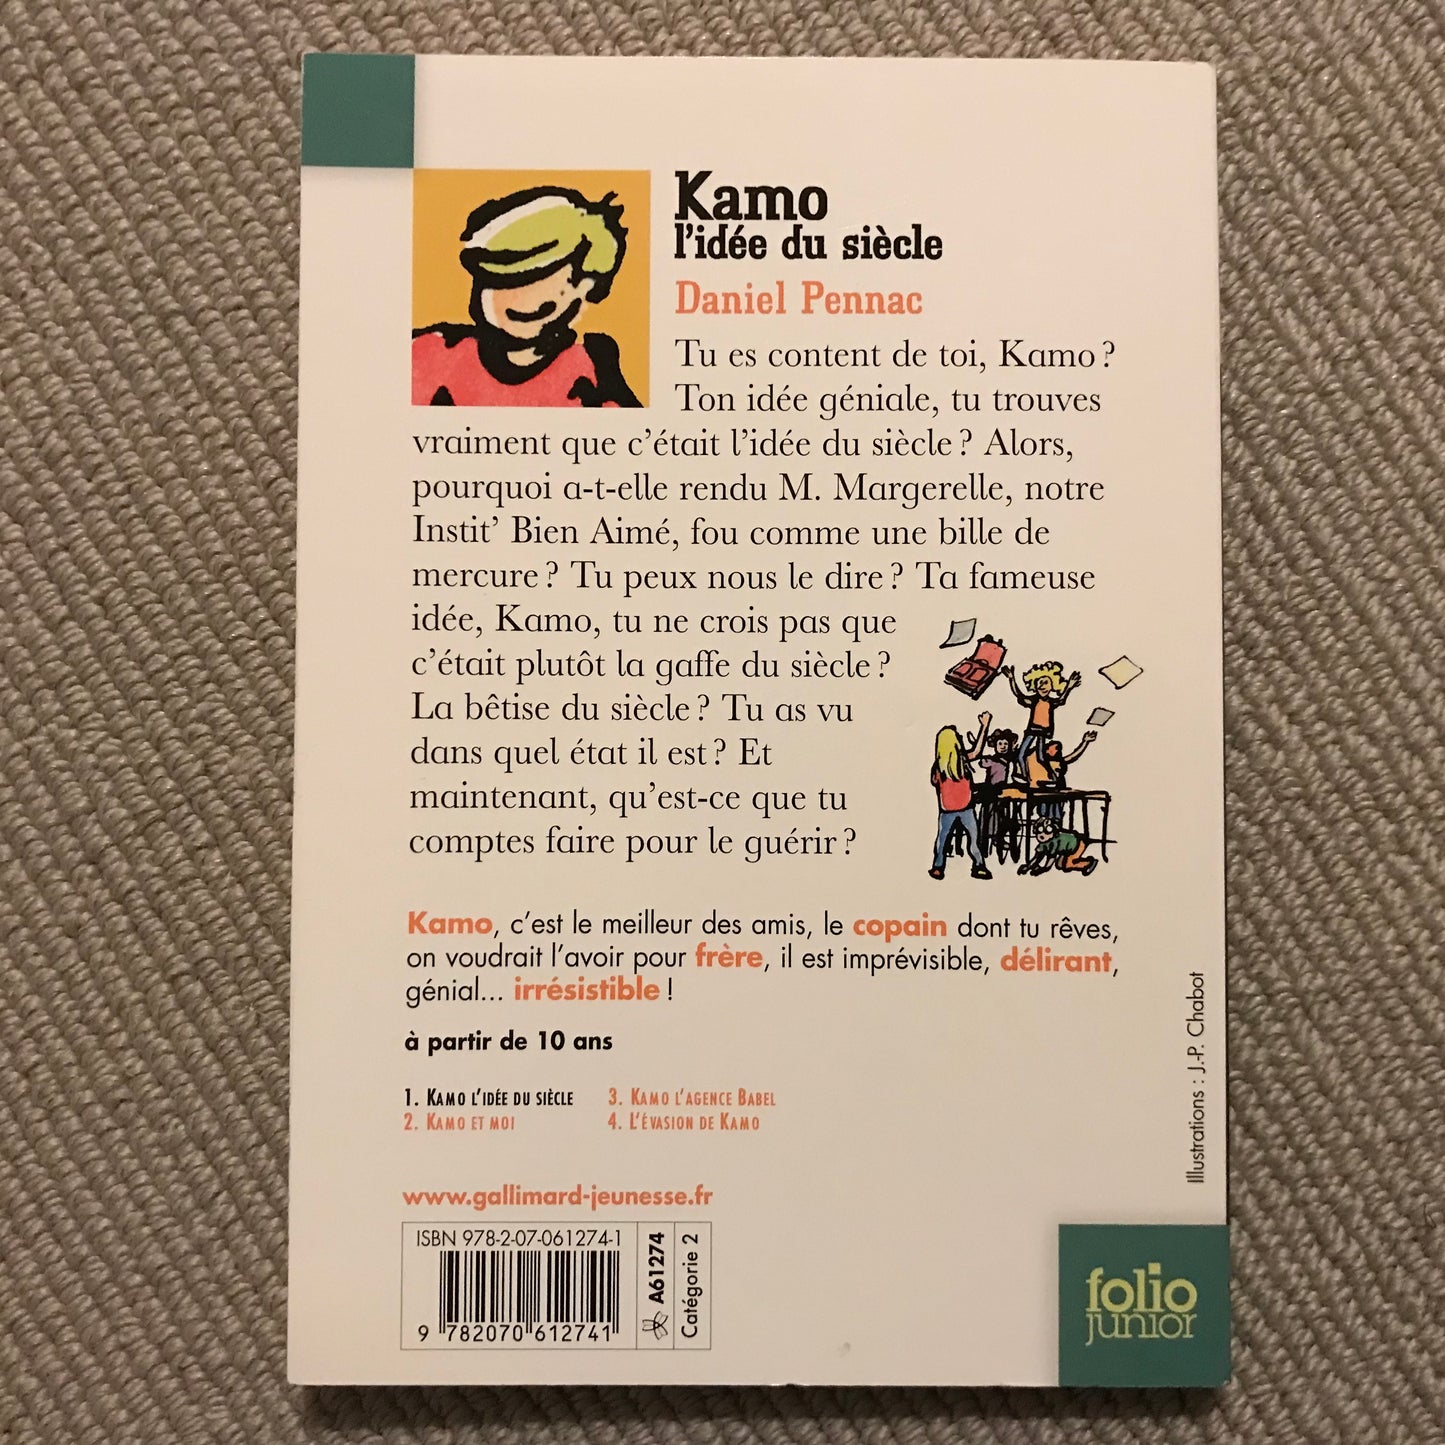 Kamo
l'idée du siècle
Daniel Pennac
Tu es content de toi, Kamo ?
Ton idée géniale, tu trouves
vraiment que c'était l'idée du siècle ? Alors,
pourquoi a-t-elle rendu M. Margerelle, notre
Instit' Bien Aimé, fou comme une bille de
mercure ? Tu peux nous le dire ? Ta fameuse
idée, Kamo, tu ne crois pas que
c'était plutôt la gaffe du siècle ?
La bêtise du siècle ? Tu as vu
dans quel état il est ? Et
maintenant, qu'est-ce que tu
comptes faire pour le guérir ?
Kamo, c'est le meilleur des amis, le copain dont tu rêves,
on voudrait l'avoir pour frère, il est imprévisible, délirant,
génial... irrésistible !
à partir de 10 ans
1. Kamo l'idée du siècle
2. Kamo et moi
3. Kamo l'agence Babel
4. L'évasion de Kamo
www.gallimard-jeunesse.fr
ISBN 978-2-07-061274-1
9 782070 612741
A61274
Catégorie 2
Illustrations : J.-P. Chabot
folio
junior